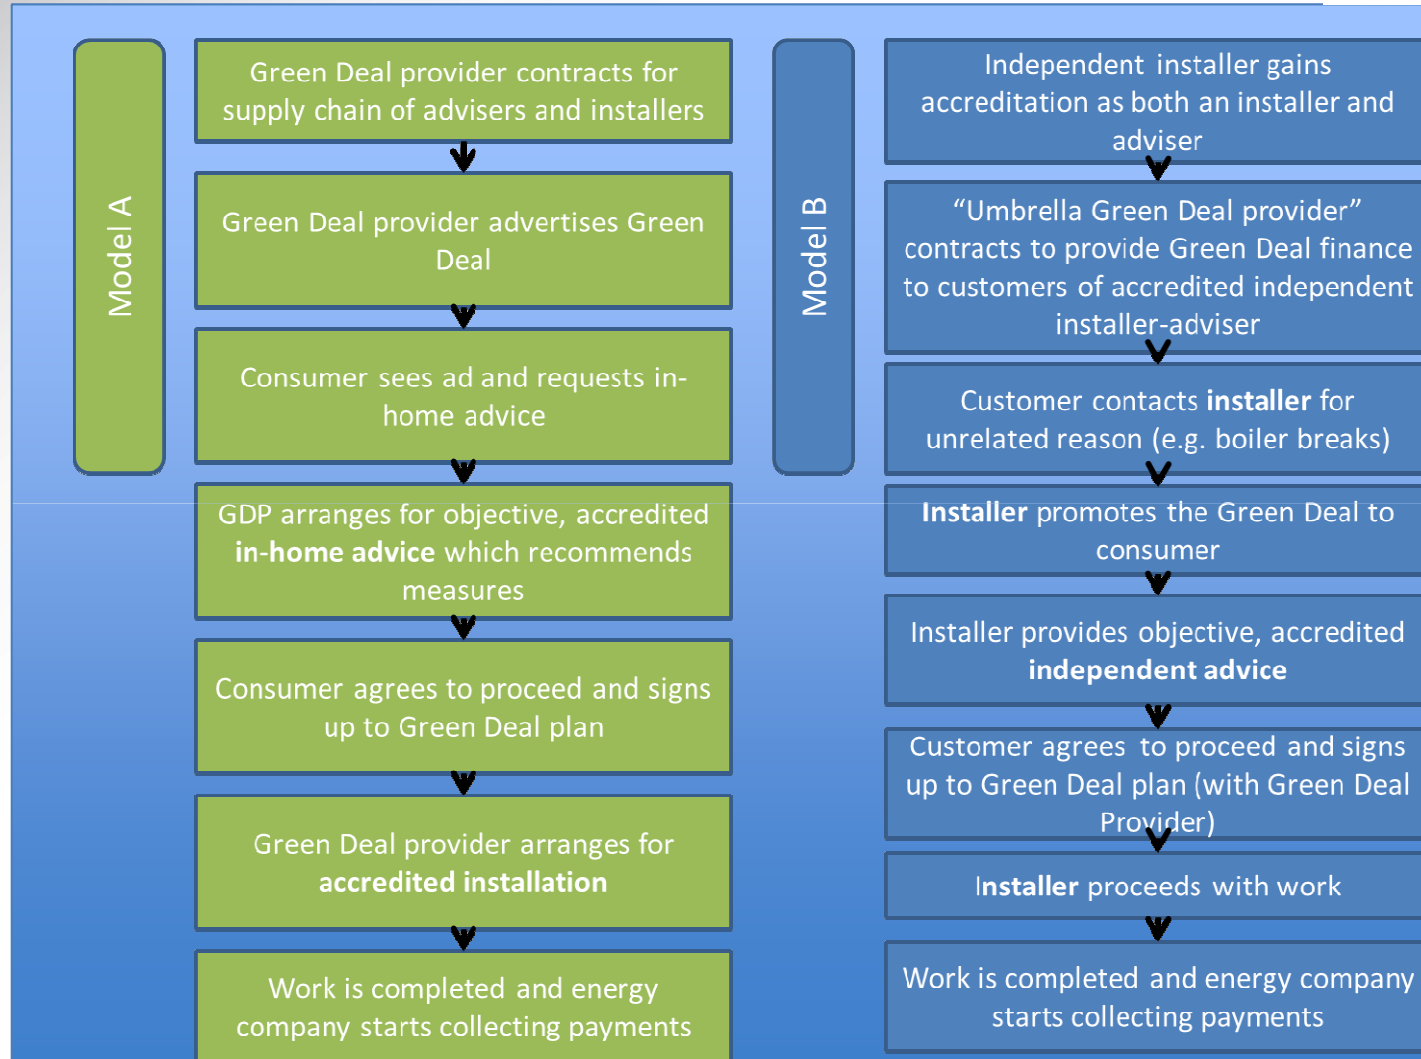 Model A
Green Deal provider contracts for
supply chain of advisers and installers
Green Deal provider advertises Green
Deal
Consumer sees ad and requests in-
home advice
GDP arranges for objective, accredited
in-home advice which recommends
measures
Consumer agrees to proceed and signs
up to Green Deal plan
Green Deal provider arranges for
accredited installation
Work is completed and energy
company starts collecting payments
Model B
Independent installer gains
accreditation as both an installer and
adviser
“Umbrella Green Deal provider”
contracts to provide Green Deal finance
to customers of accredited independent
installer-adviser
Customer contacts installer for
unrelated reason (e.g. boiler breaks)
Installer promotes the Green Deal to
consumer
Installer provides objective, accredited
independent advice
Customer agrees to proceed and signs
up to Green Deal plan (with Green Deal
Provider)
Installer proceeds with work
Work is completed and energy company
starts collecting payments